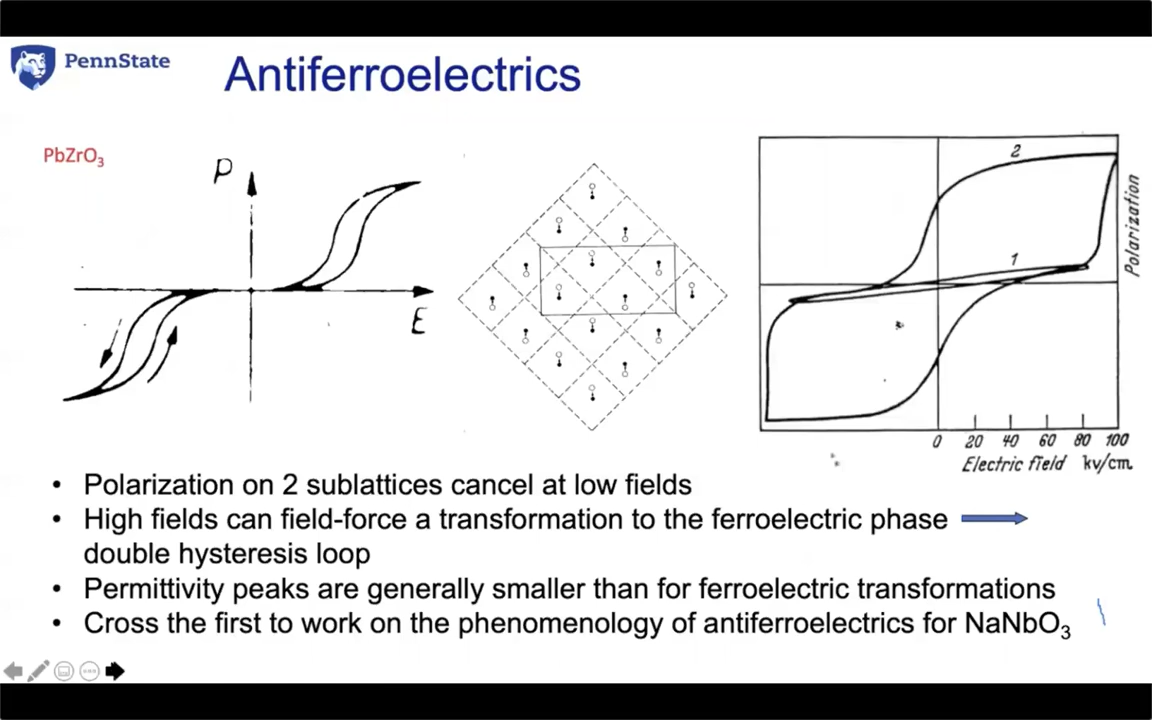 PennState
Antiferroelectrics
PbZrO₃
P
E
2
1
Polarization
0 20 40 60 80 100
Electric field kv/cm
• Polarization on 2 sublattices cancel at low fields
• High fields can field-force a transformation to the ferroelectric phase
double hysteresis loop
• Permittivity peaks are generally smaller than for ferroelectric transformations
• Cross the first to work on the phenomenology of antiferroelectrics for NaNbO₃